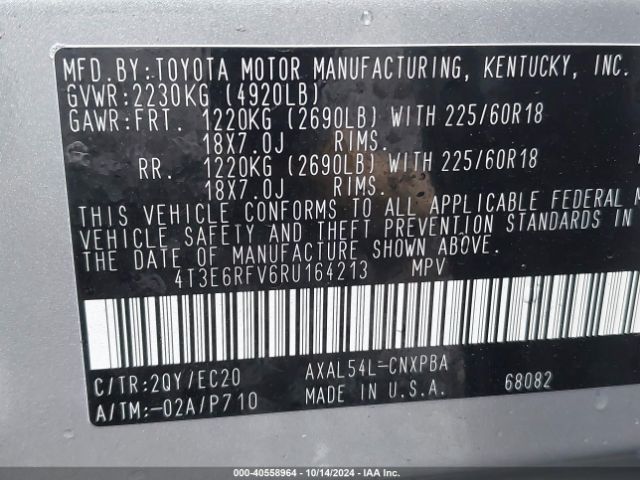 MFD.BY:TOYOTA MOTOR MANUFACTURING, KENTUCKY, INC.
GVWR:2230KG (4920LB)
GAWR:FRT. 1220KG (2690LB) WITH 225/60R18
18X7.0J RIMS.
RR. 1220KG (2690LB) WITH 225/60R18
18X7.0J RIMS.
THIS VEHICLE CONFORMS TO ALL APPLICABLE FEDERAL M
VEHICLE SAFETY AND THEFT PREVENTION STANDARDS IN
THE DATE OF MANUFACTURE SHOWN ABOVE.
4T3E6RFV6RU164213 MPV
C/TR:2QY/EC20 AXAL54L-CNXPBA
A/TM:-02A/P710 MADE IN U.S.A. 68082
000-40558964 | 10/14/2024 | IAA Inc.